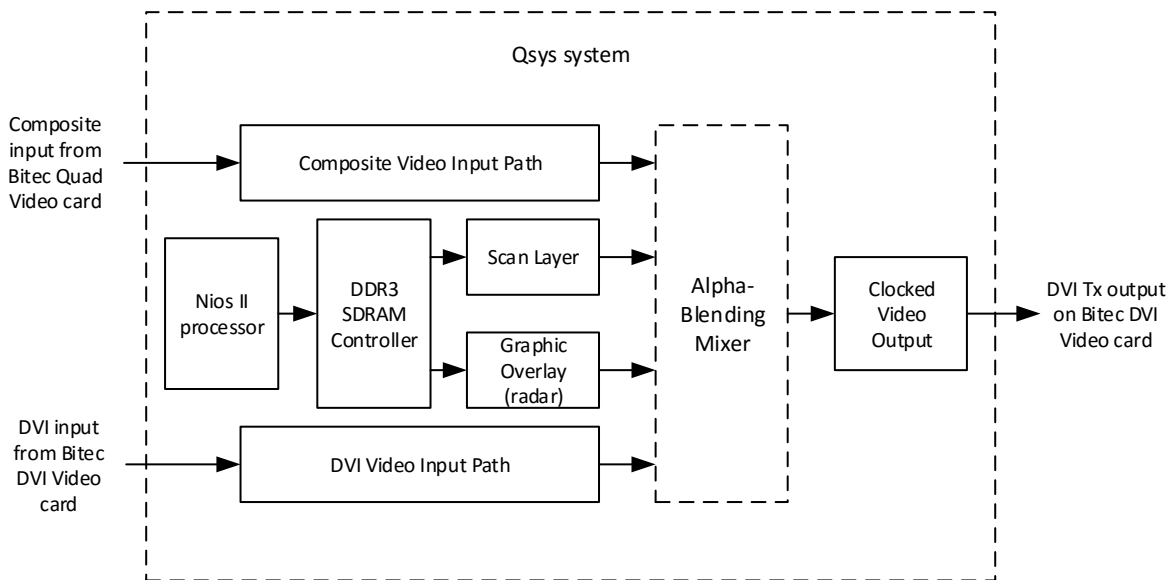 Qsys system
Composite
input from
Bitec Quad
Video card
Composite Video Input Path
Nios II
processor
DDR3
SDRAM
Controller
Scan Layer
Graphic
Overlay
(radar)
Alpha-
Blending
Mixer
Clocked
Video
Output
DVI Tx output
on Bitec DVI
Video card
DVI input
from Bitec
DVI Video
card
DVI Video Input Path